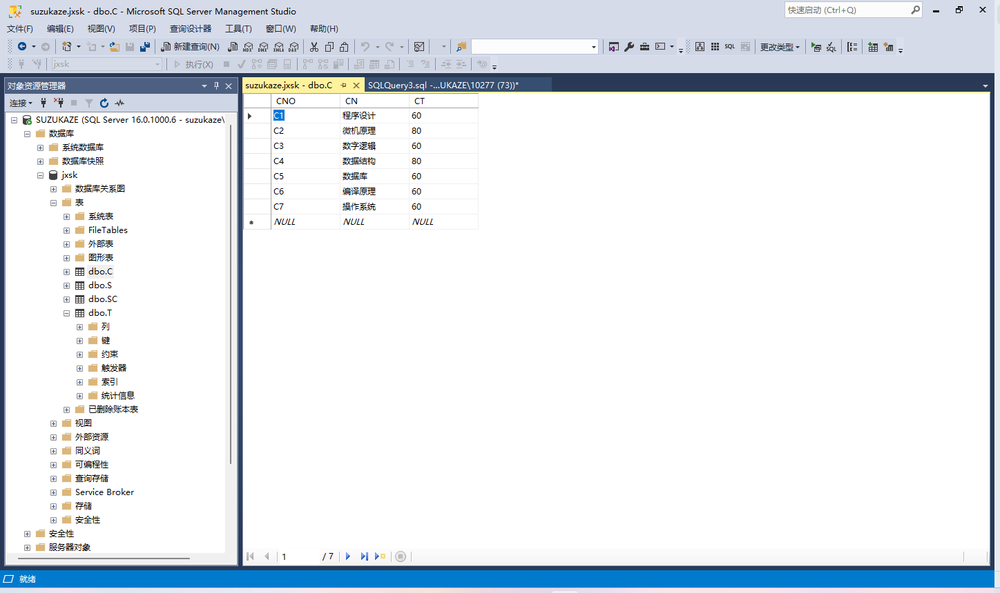 suzukaze.jxsk - dbo.C - Microsoft SQL Server Management Studio
快速启动 (Ctrl+Q)
文件(F) 编辑(E) 视图(V) 项目(P) 查询设计器 工具(T) 窗口(W) 帮助(H)
新建查询(N) MDX DMX XMLA DAX SQL 更改类型 SQL
jxsk 执行(X)
对象资源管理器
连接
SUZUKAZE (SQL Server 16.0.1000.6 - suzukaze\
数据库
系统数据库
数据库快照
jxsk
数据库关系图
表
系统表
FileTables
外部表
图形表
dbo.C
dbo.S
dbo.SC
dbo.T
列
键
约束
触发器
索引
统计信息
已删除账本表
视图
外部资源
同义词
可编程性
查询存储
Service Broker
存储
安全性
安全性
服务器对象
suzukaze.jxsk - dbo.C SQLQuery3.sql -...UKAZE\10277 (73))*
CNO CN CT
C1 程序设计 60
C2 微机原理 80
C3 数字逻辑 60
C4 数据结构 80
C5 数据库 60
C6 编译原理 60
C7 操作系统 60
NULL NULL NULL
1 / 7
就绪